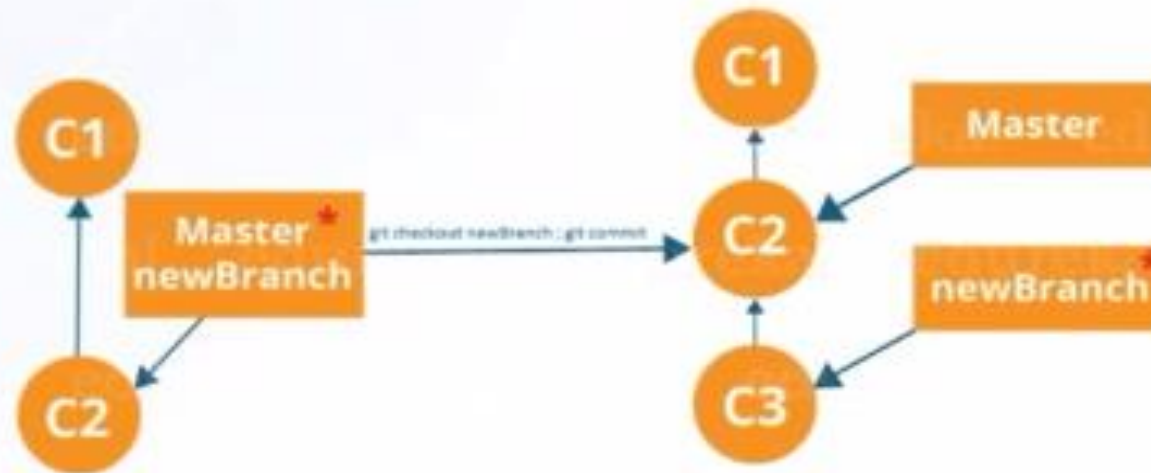 C1
Master*
newBranch
C2
git checkout newBranch ; git commit
C1
Master
C2
newBranch*
C3